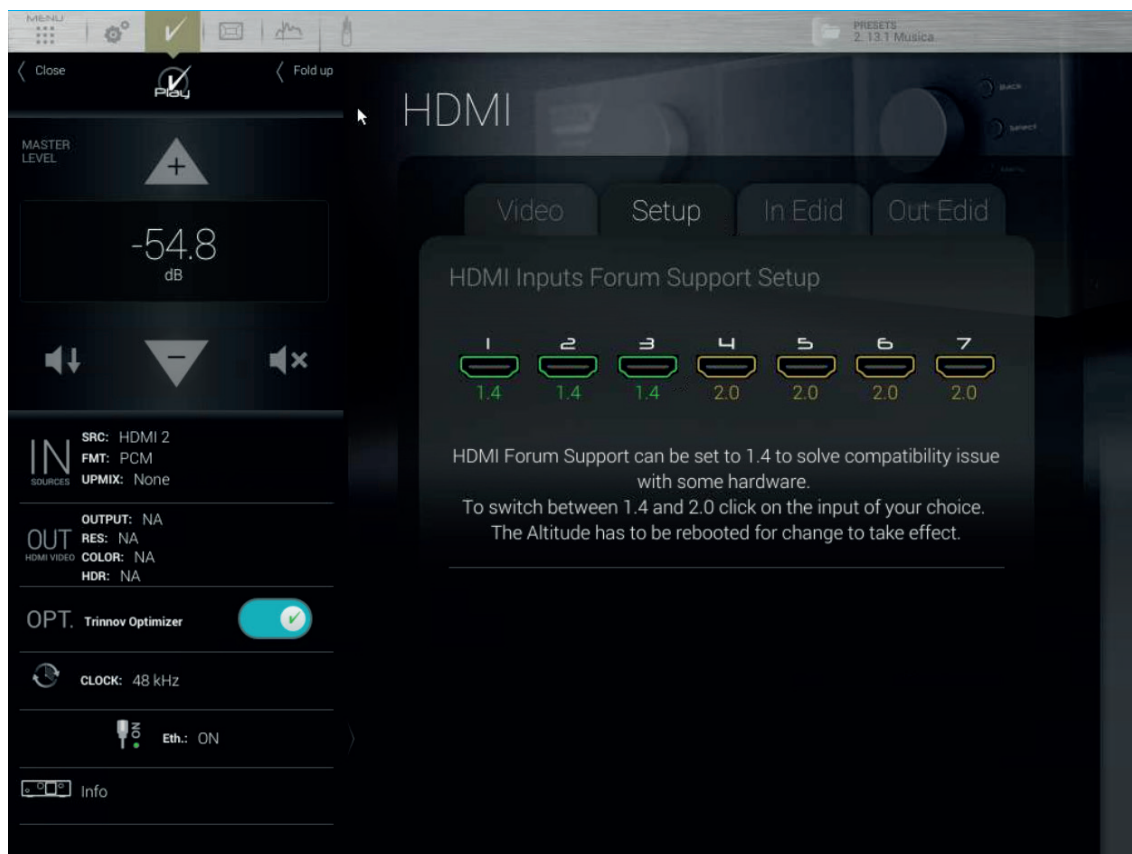 MENU
PRESETS
2. 13.1 Musica
Close
Play
Fold up
MASTER
LEVEL
+
-54.8
dB
−
IN
SOURCES
SRC: HDMI 2
FMT: PCM
UPMIX: None
OUT
HDMI VIDEO
OUTPUT: NA
RES: NA
COLOR: NA
HDR: NA
OPT. Trinnov Optimizer
CLOCK: 48 kHz
ON
Eth.: ON
Info
HDMI
Back
Select
Video Setup In Edid Out Edid
HDMI Inputs Forum Support Setup
1 2 3 4 5 6 7
1.4 1.4 1.4 2.0 2.0 2.0 2.0
HDMI Forum Support can be set to 1.4 to solve compatibility issue
with some hardware.
To switch between 1.4 and 2.0 click on the input of your choice.
The Altitude has to be rebooted for change to take effect.